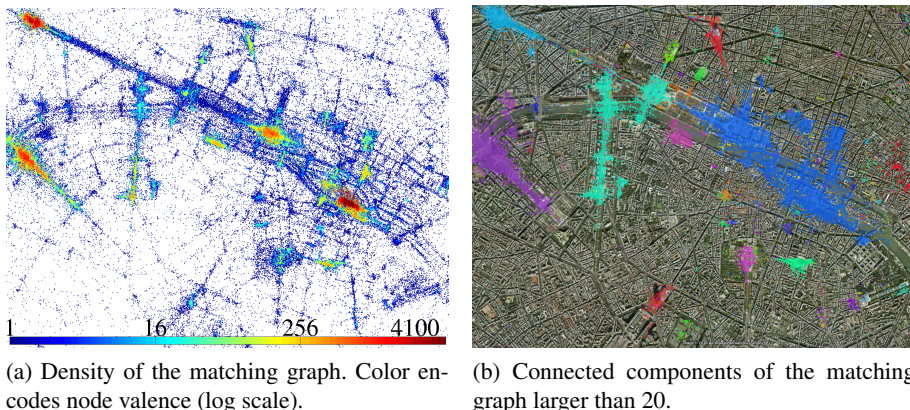 1 16 256 4100
(a) Density of the matching graph. Color en-
codes node valence (log scale).
(b) Connected components of the matching
graph larger than 20.